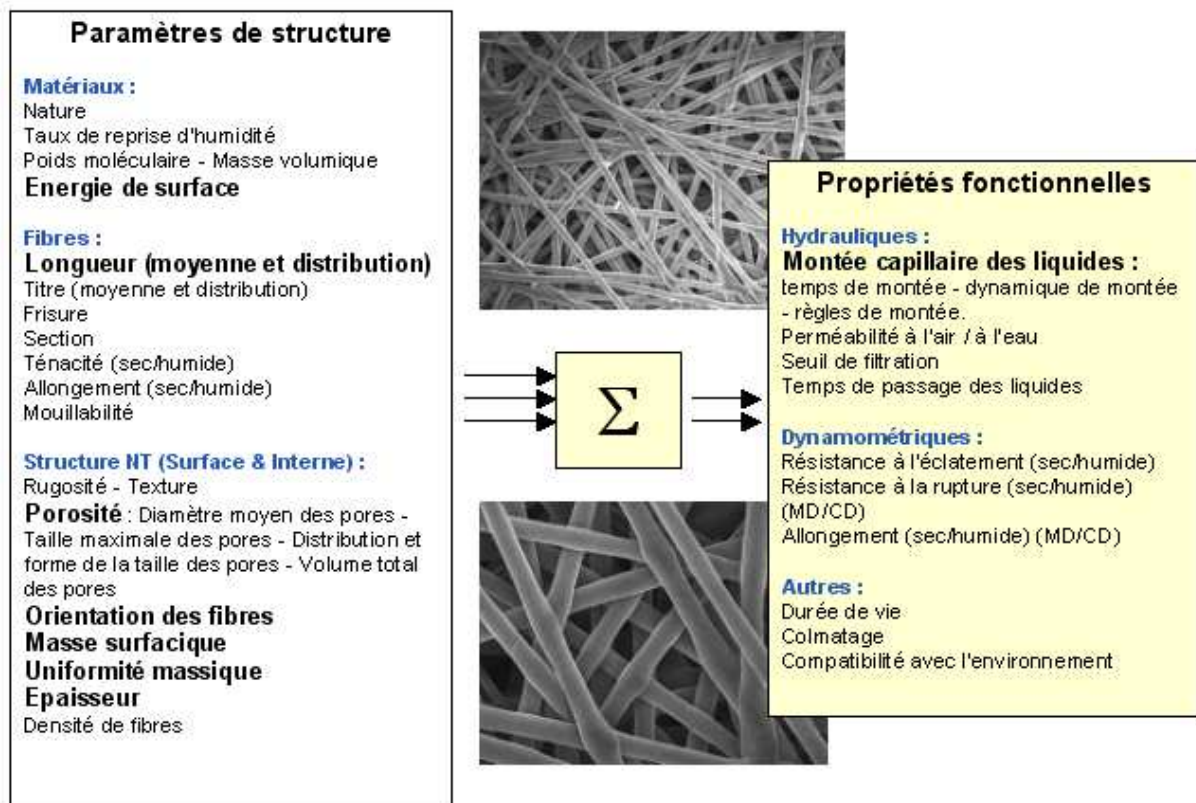 Paramètres de structure
Matériaux :
Nature
Taux de reprise d'humidité
Poids moléculaire - Masse volumique
Energie de surface
Fibres :
Longueur (moyenne et distribution)
Titre (moyenne et distribution)
Frisure
Section
Ténacité (sec/humide)
Allongement (sec/humide)
Mouillabilité
Structure NT (Surface & Interne) :
Rugosité - Texture
Porosité : Diamètre moyen des pores -
Taille maximale des pores - Distribution et
forme de la taille des pores - Volume total
des pores
Orientation des fibres
Masse surfacique
Uniformité massique
Epaisseur
Densité de fibres
Σ
Propriétés fonctionnelles
Hydrauliques :
Montée capillaire des liquides :
temps de montée - dynamique de montée
- règles de montée.
Perméabilité à l'air / à l'eau
Seuil de filtration
Temps de passage des liquides
Dynamométriques :
Résistance à l'éclatement (sec/humide)
Résistance à la rupture (sec/humide)
(MD/CD)
Allongement (sec/humide) (MD/CD)
Autres :
Durée de vie
Colmatage
Compatibilité avec l'environnement